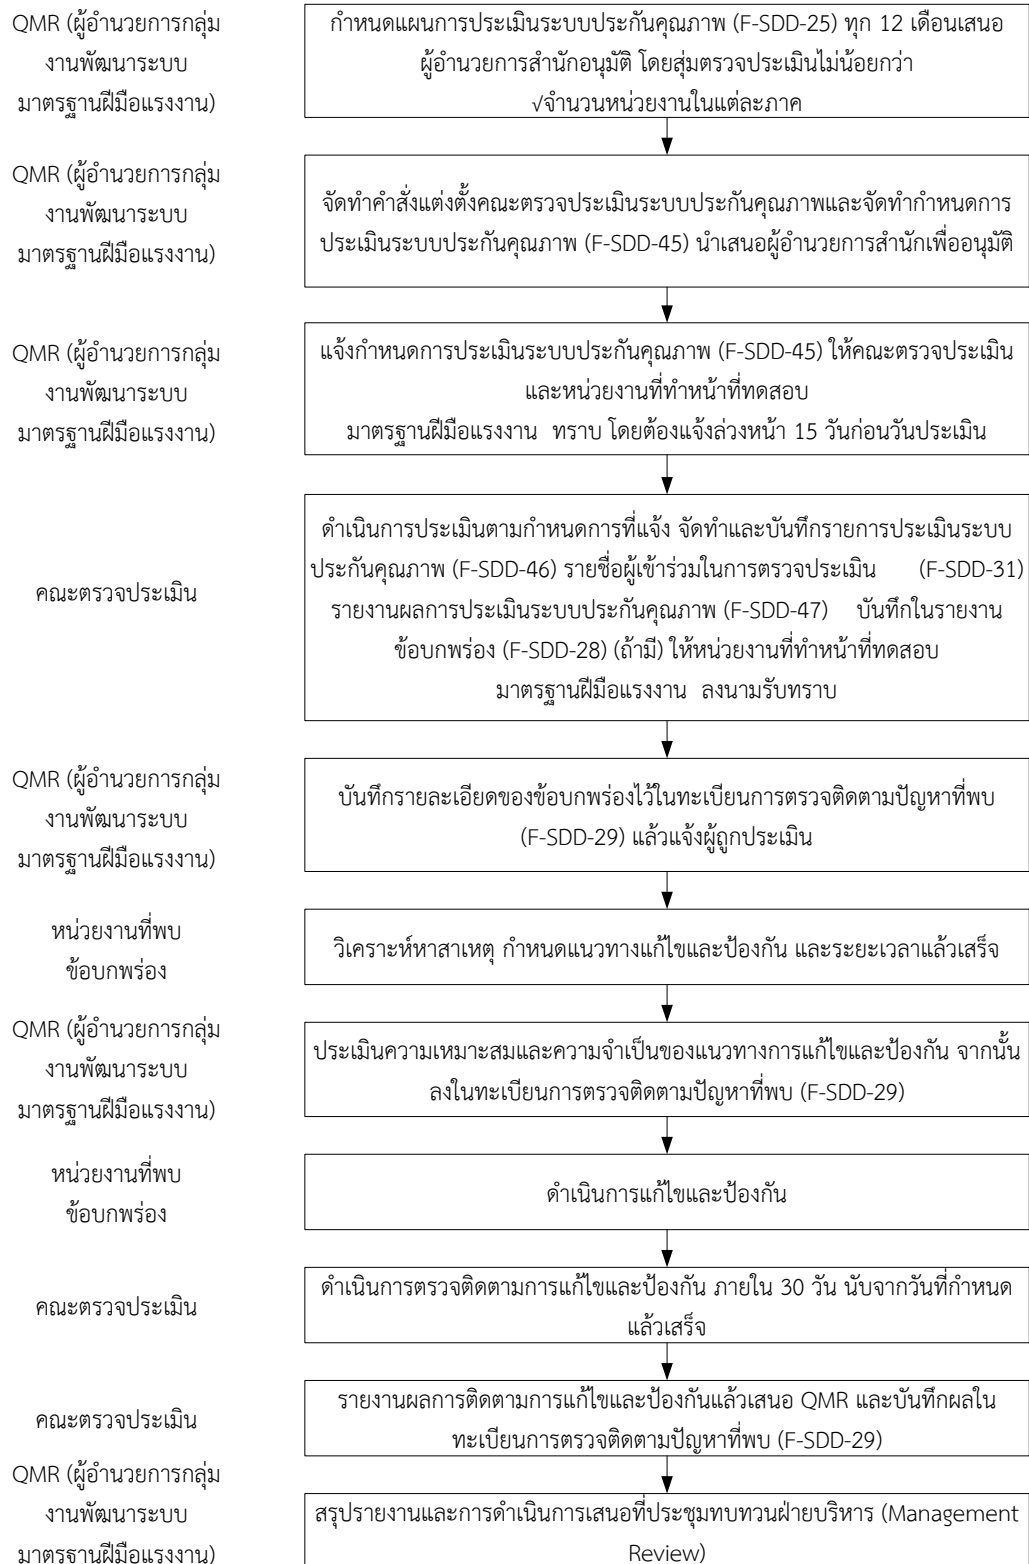 QMR (ผู้อำนวยการกลุ่ม
งานพัฒนาระบบ
มาตรฐานฝีมือแรงงาน)
กำหนดแผนการประเมินระบบประกันคุณภาพ (F-SDD-25) ทุก 12 เดือนเสนอ
ผู้อำนวยการสำนักอนุมัติ โดยสุ่มตรวจประเมินไม่น้อยกว่า
√จำนวนหน่วยงานในแต่ละภาค
QMR (ผู้อำนวยการกลุ่ม
งานพัฒนาระบบ
มาตรฐานฝีมือแรงงาน)
จัดทำคำสั่งแต่งตั้งคณะตรวจประเมินระบบประกันคุณภาพและจัดทำกำหนดการ
ประเมินระบบประกันคุณภาพ (F-SDD-45) นำเสนอผู้อำนวยการสำนักเพื่ออนุมัติ
QMR (ผู้อำนวยการกลุ่ม
งานพัฒนาระบบ
มาตรฐานฝีมือแรงงาน)
แจ้งกำหนดการประเมินระบบประกันคุณภาพ (F-SDD-45) ให้คณะตรวจประเมิน
และหน่วยงานที่ทำหน้าที่ทดสอบ
มาตรฐานฝีมือแรงงาน ทราบ โดยต้องแจ้งล่วงหน้า 15 วันก่อนวันประเมิน
คณะตรวจประเมิน
ดำเนินการประเมินตามกำหนดการที่แจ้ง จัดทำและบันทึกรายการประเมินระบบ
ประกันคุณภาพ (F-SDD-46) รายชื่อผู้เข้าร่วมในการตรวจประเมิน (F-SDD-31)
รายงานผลการประเมินระบบประกันคุณภาพ (F-SDD-47) บันทึกในรายงาน
ข้อบกพร่อง (F-SDD-28) (ถ้ามี) ให้หน่วยงานที่ทำหน้าที่ทดสอบ
มาตรฐานฝีมือแรงงาน ลงนามรับทราบ
QMR (ผู้อำนวยการกลุ่ม
งานพัฒนาระบบ
มาตรฐานฝีมือแรงงาน)
บันทึกรายละเอียดของข้อบกพร่องไว้ในทะเบียนการตรวจติดตามปัญหาที่พบ
(F-SDD-29) แล้วแจ้งผู้ถูกประเมิน
หน่วยงานที่พบ
ข้อบกพร่อง
วิเคราะห์หาสาเหตุ กำหนดแนวทางแก้ไขและป้องกัน และระยะเวลาแล้วเสร็จ
QMR (ผู้อำนวยการกลุ่ม
งานพัฒนาระบบ
มาตรฐานฝีมือแรงงาน)
ประเมินความเหมาะสมและความจำเป็นของแนวทางการแก้ไขและป้องกัน จากนั้น
ลงในทะเบียนการตรวจติดตามปัญหาที่พบ (F-SDD-29)
หน่วยงานที่พบ
ข้อบกพร่อง
ดำเนินการแก้ไขและป้องกัน
คณะตรวจประเมิน
ดำเนินการตรวจติดตามการแก้ไขและป้องกัน ภายใน 30 วัน นับจากวันที่กำหนด
แล้วเสร็จ
คณะตรวจประเมิน
รายงานผลการติดตามการแก้ไขและป้องกันแล้วเสนอ QMR และบันทึกผลใน
ทะเบียนการตรวจติดตามปัญหาที่พบ (F-SDD-29)
QMR (ผู้อำนวยการกลุ่ม
งานพัฒนาระบบ
มาตรฐานฝีมือแรงงาน)
สรุปรายงานและการดำเนินการเสนอที่ประชุมทบทวนฝ่ายบริหาร (Management
Review)